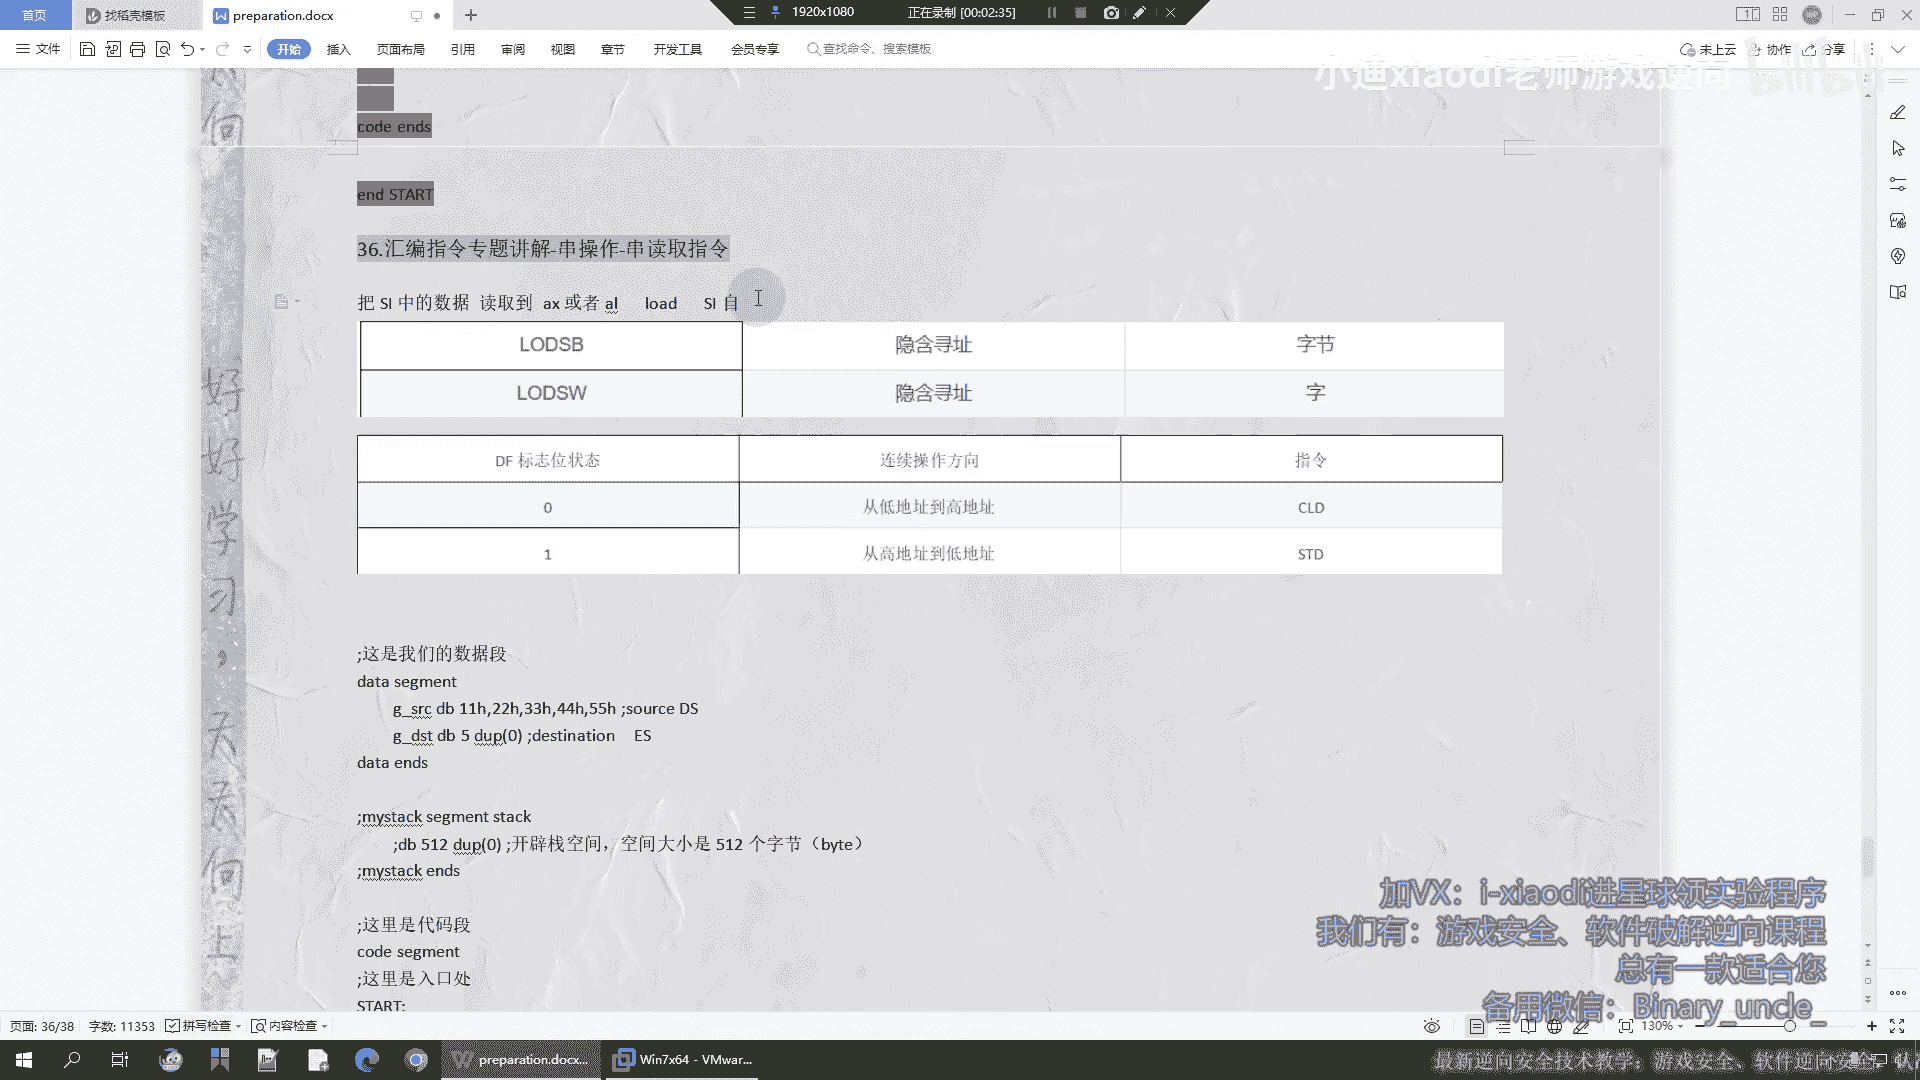 首页 找稻壳模板 preparation.docx 1920x1080 正在录制 [00:02:35]
文件 开始 插入 页面布局 引用 审阅 视图 章节 开发工具 会员专享 查找命令、搜索模板 未上云 协作 分享
小迪xiaodi老师游戏逆向 bilibili
code ends
end START
36.汇编指令专题讲解-串操作-串读取指令
把 SI 中的数据 读取到 ax 或者 al load SI 自
LODSB 隐含寻址 字节
LODSW 隐含寻址 字
DF 标志位状态 连续操作方向 指令
0 从低地址到高地址 CLD
1 从高地址到低地址 STD
;这是我们的数据段
data segment
g_src db 11h,22h,33h,44h,55h ;source DS
g_dst db 5 dup(0) ;destination ES
data ends
;mystack segment stack
;db 512 dup(0) ;开辟栈空间，空间大小是 512 个字节（byte）
;mystack ends
;这里是代码段
code segment
;这里是入口处
START:
向
好
好
学
习
，
天
天
向
上
加VX：i-xiaodi进星球领实验程序
我们有：游戏安全、软件破解逆向课程
总有一款适合您
备用微信：Binary_uncle_
页面: 36/38 字数: 11353 拼写检查 内容检查 130%
preparation.docx... Win7x64 - VMwar...
最新逆向安全技术教学：游戏安全、软件逆向安全